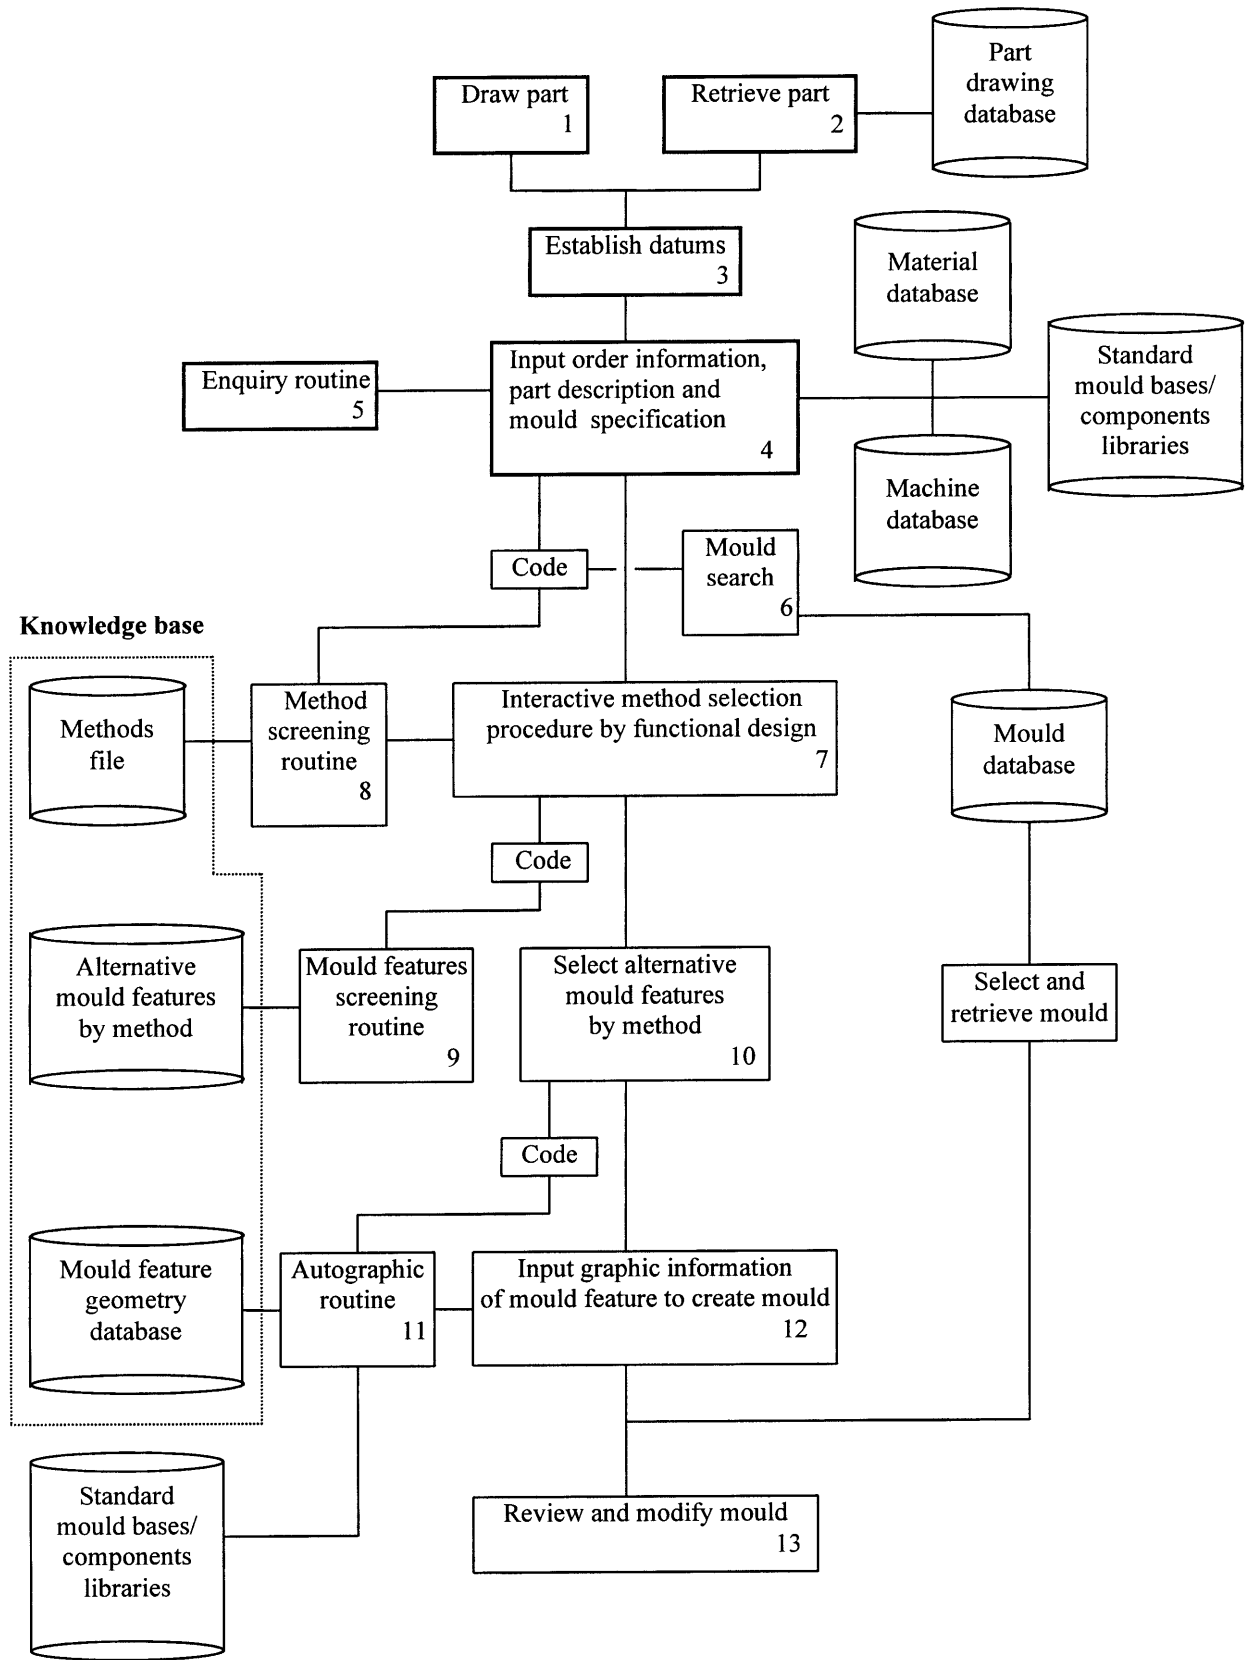 Part
drawing
database
Draw part
1
Retrieve part
2
Establish datums
3
Material
database
Input order information,
part description and
mould specification
4
Enquiry routine
5
Standard
mould bases/
components
libraries
Machine
database
Code
Mould
search
6
Knowledge base
Methods
file
Method
screening
routine
8
Interactive method selection
procedure by functional design
7
Mould
database
Code
Alternative
mould features
by method
Mould features
screening
routine
9
Select alternative
mould features
by method
10
Select and
retrieve mould
Code
Mould feature
geometry
database
Autographic
routine
11
Input graphic information
of mould feature to create mould
12
Standard
mould bases/
components
libraries
Review and modify mould
13